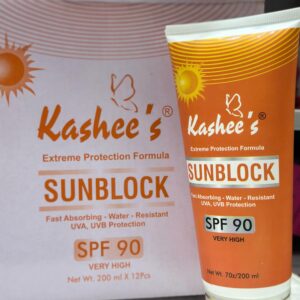 Kashee's®
Extreme Protection Formula
SUNBLOCK
Fast Absorbing - Water - Resistant
UVA, UVB Protection
SPF 90
VERY HIGH
Net Wt. 200 ml X 12Pcs
Kashee's®
Extreme Protection Formula
SUNBLOCK
Fast Absorbing - Water - Resistant
UVA, UVB Protection
SPF 90
VERY HIGH
Net Wt. 7Oz/200 ml